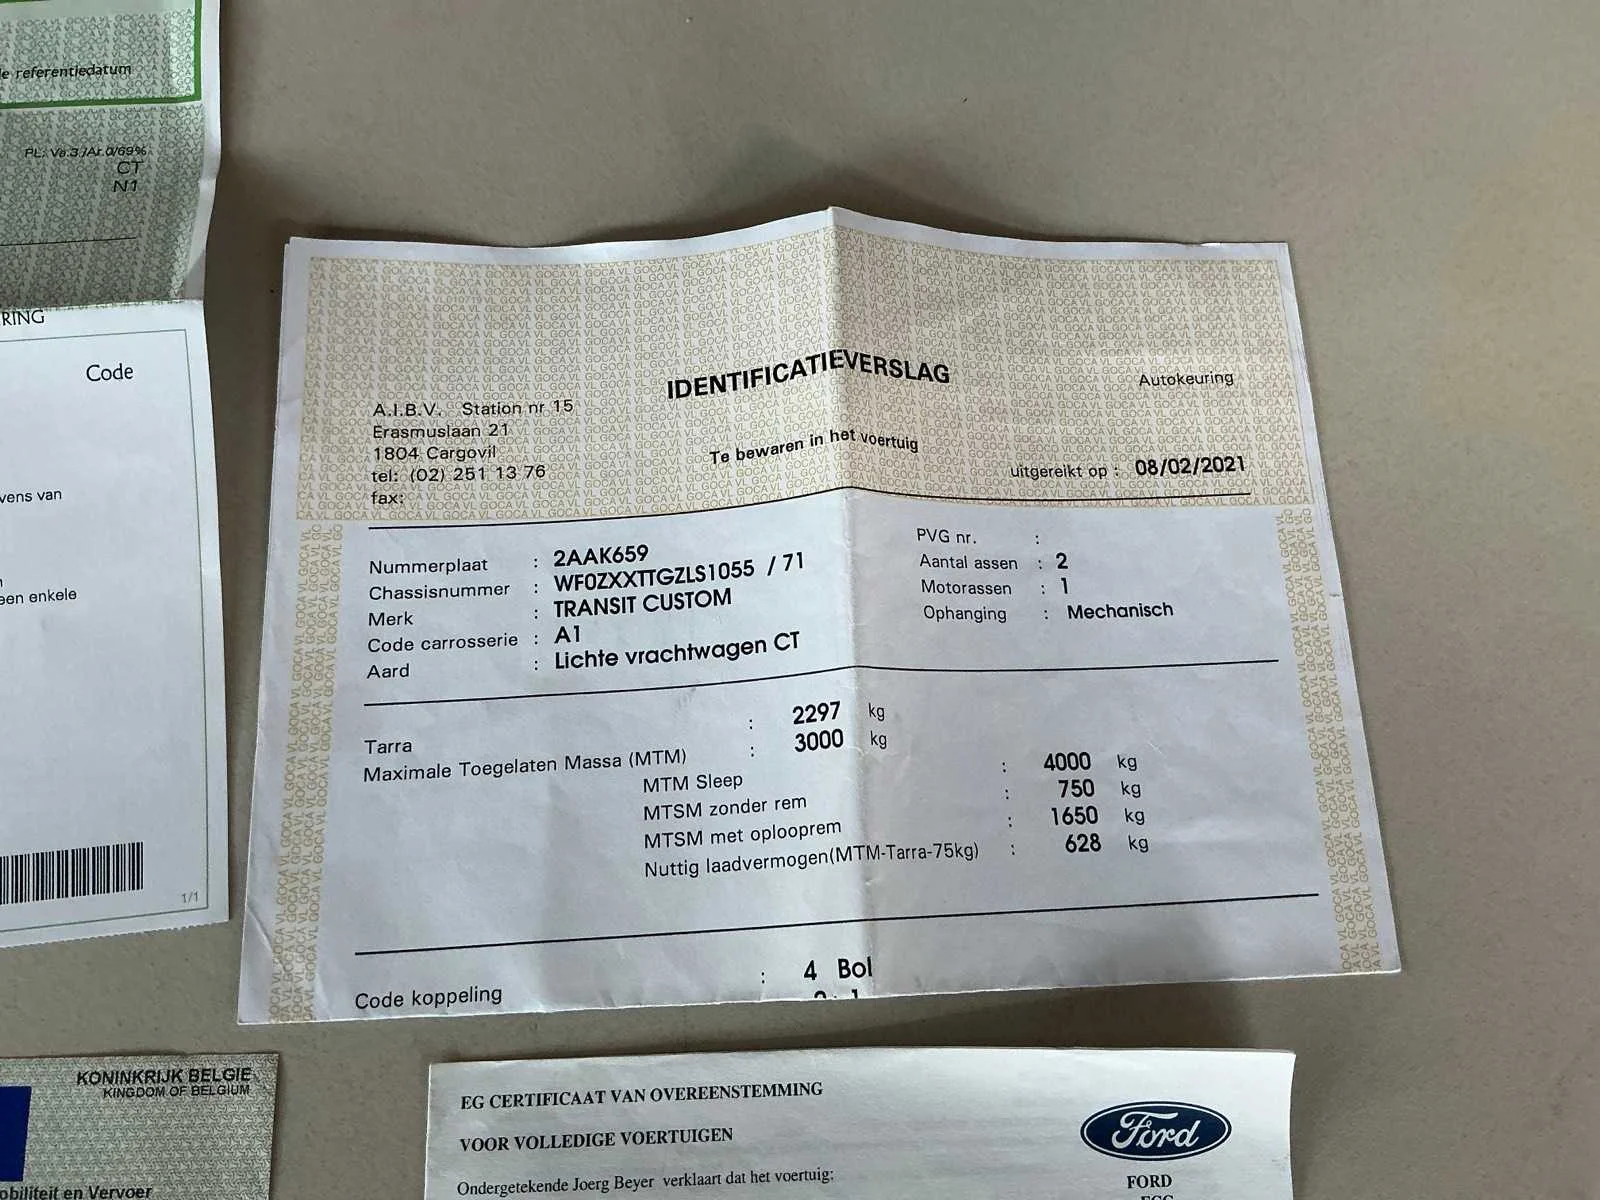 le referentiedatum
PL: Va.3./Ar.0/69%
CT
N1
RING
Code
vens van
een enkele
1/1
IDENTIFICATIEVERSLAG
Autokeuring
A.I.B.V. Station nr 15
Erasmuslaan 21
1804 Cargovil
tel: (02) 251 13 76
fax:
Te bewaren in het voertuig
uitgereikt op : 08/02/2021
Nummerplaat : 2AAK659
Chassisnummer : WF0ZXXTTGZLS1055 / 71
Merk : TRANSIT CUSTOM
Code carrosserie : A1
Aard : Lichte vrachtwagen CT
PVG nr. :
Aantal assen : 2
Motorassen : 1
Ophanging : Mechanisch
Tarra : 2297 kg
Maximale Toegelaten Massa (MTM) : 3000 kg
MTM Sleep : 4000 kg
MTSM zonder rem : 750 kg
MTSM met oplooprem : 1650 kg
Nuttig laadvermogen(MTM-Tarra-75kg) : 628 kg
Code koppeling : 4 Bol
KONINKRIJK BELGIE
KINGDOM OF BELGIUM
obiliteit en Vervoer
EG CERTIFICAAT VAN OVEREENSTEMMING
VOOR VOLLEDIGE VOERTUIGEN
Ondergetekende Joerg Beyer verklaart dat het voertuig:
Ford
FORD